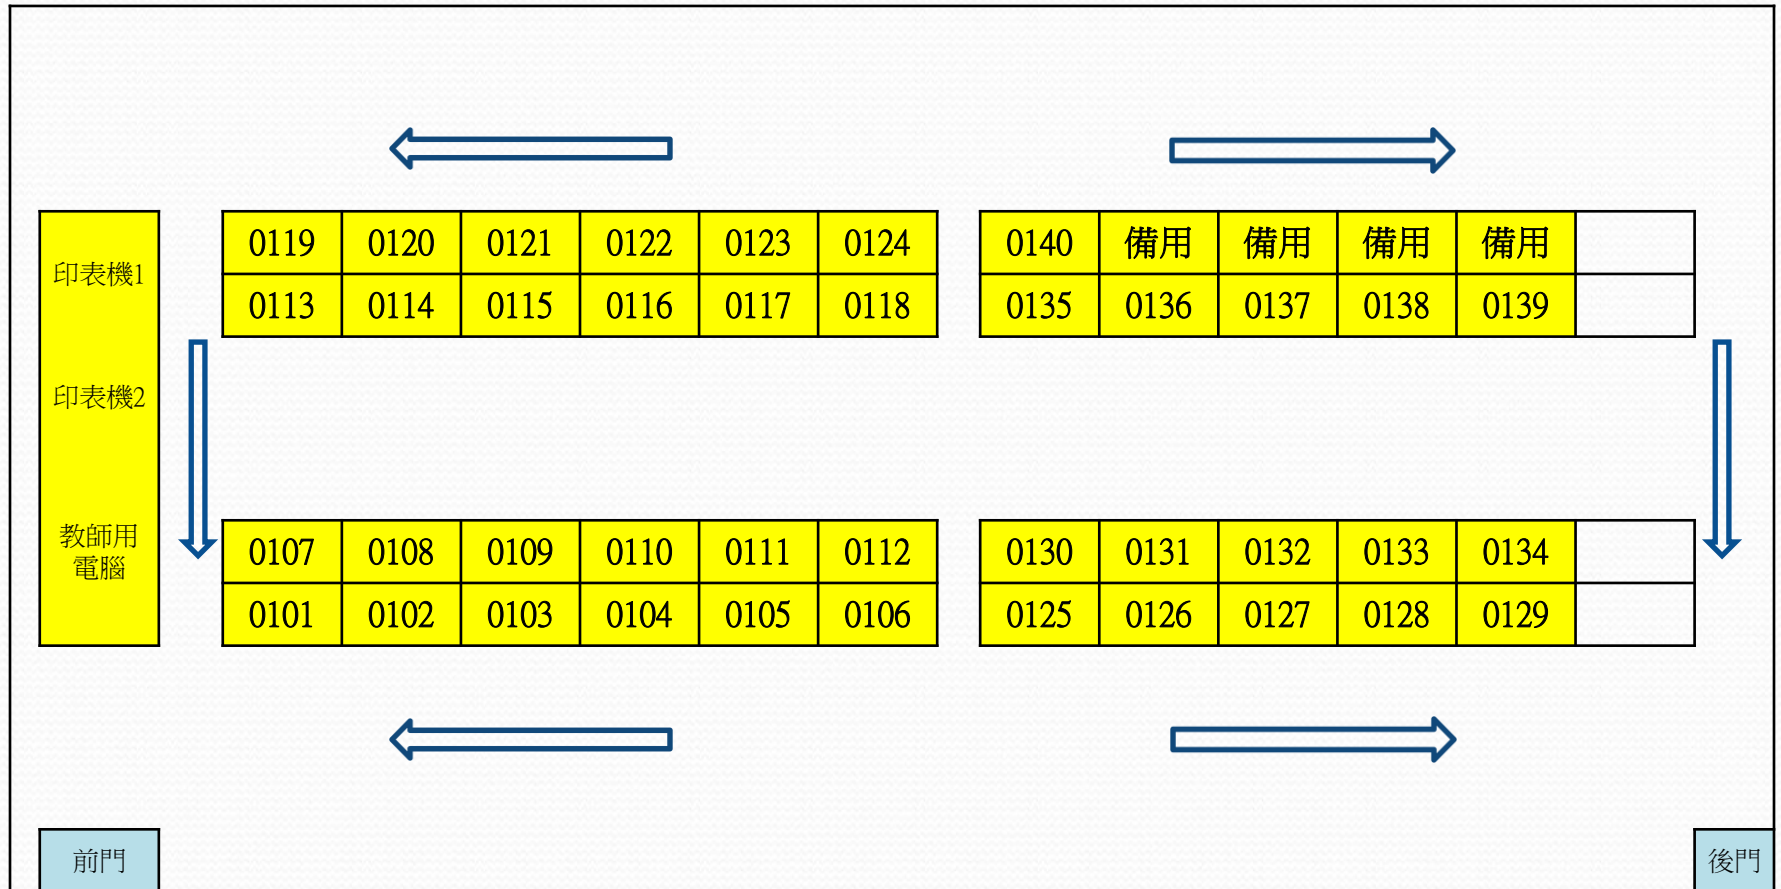 印表機1
印表機2
教師用
電腦
0119 0120 0121 0122 0123 0124
0113 0114 0115 0116 0117 0118
0140 備用 備用 備用 備用
0135 0136 0137 0138 0139
0107 0108 0109 0110 0111 0112
0101 0102 0103 0104 0105 0106
0130 0131 0132 0133 0134
0125 0126 0127 0128 0129
前門
後門